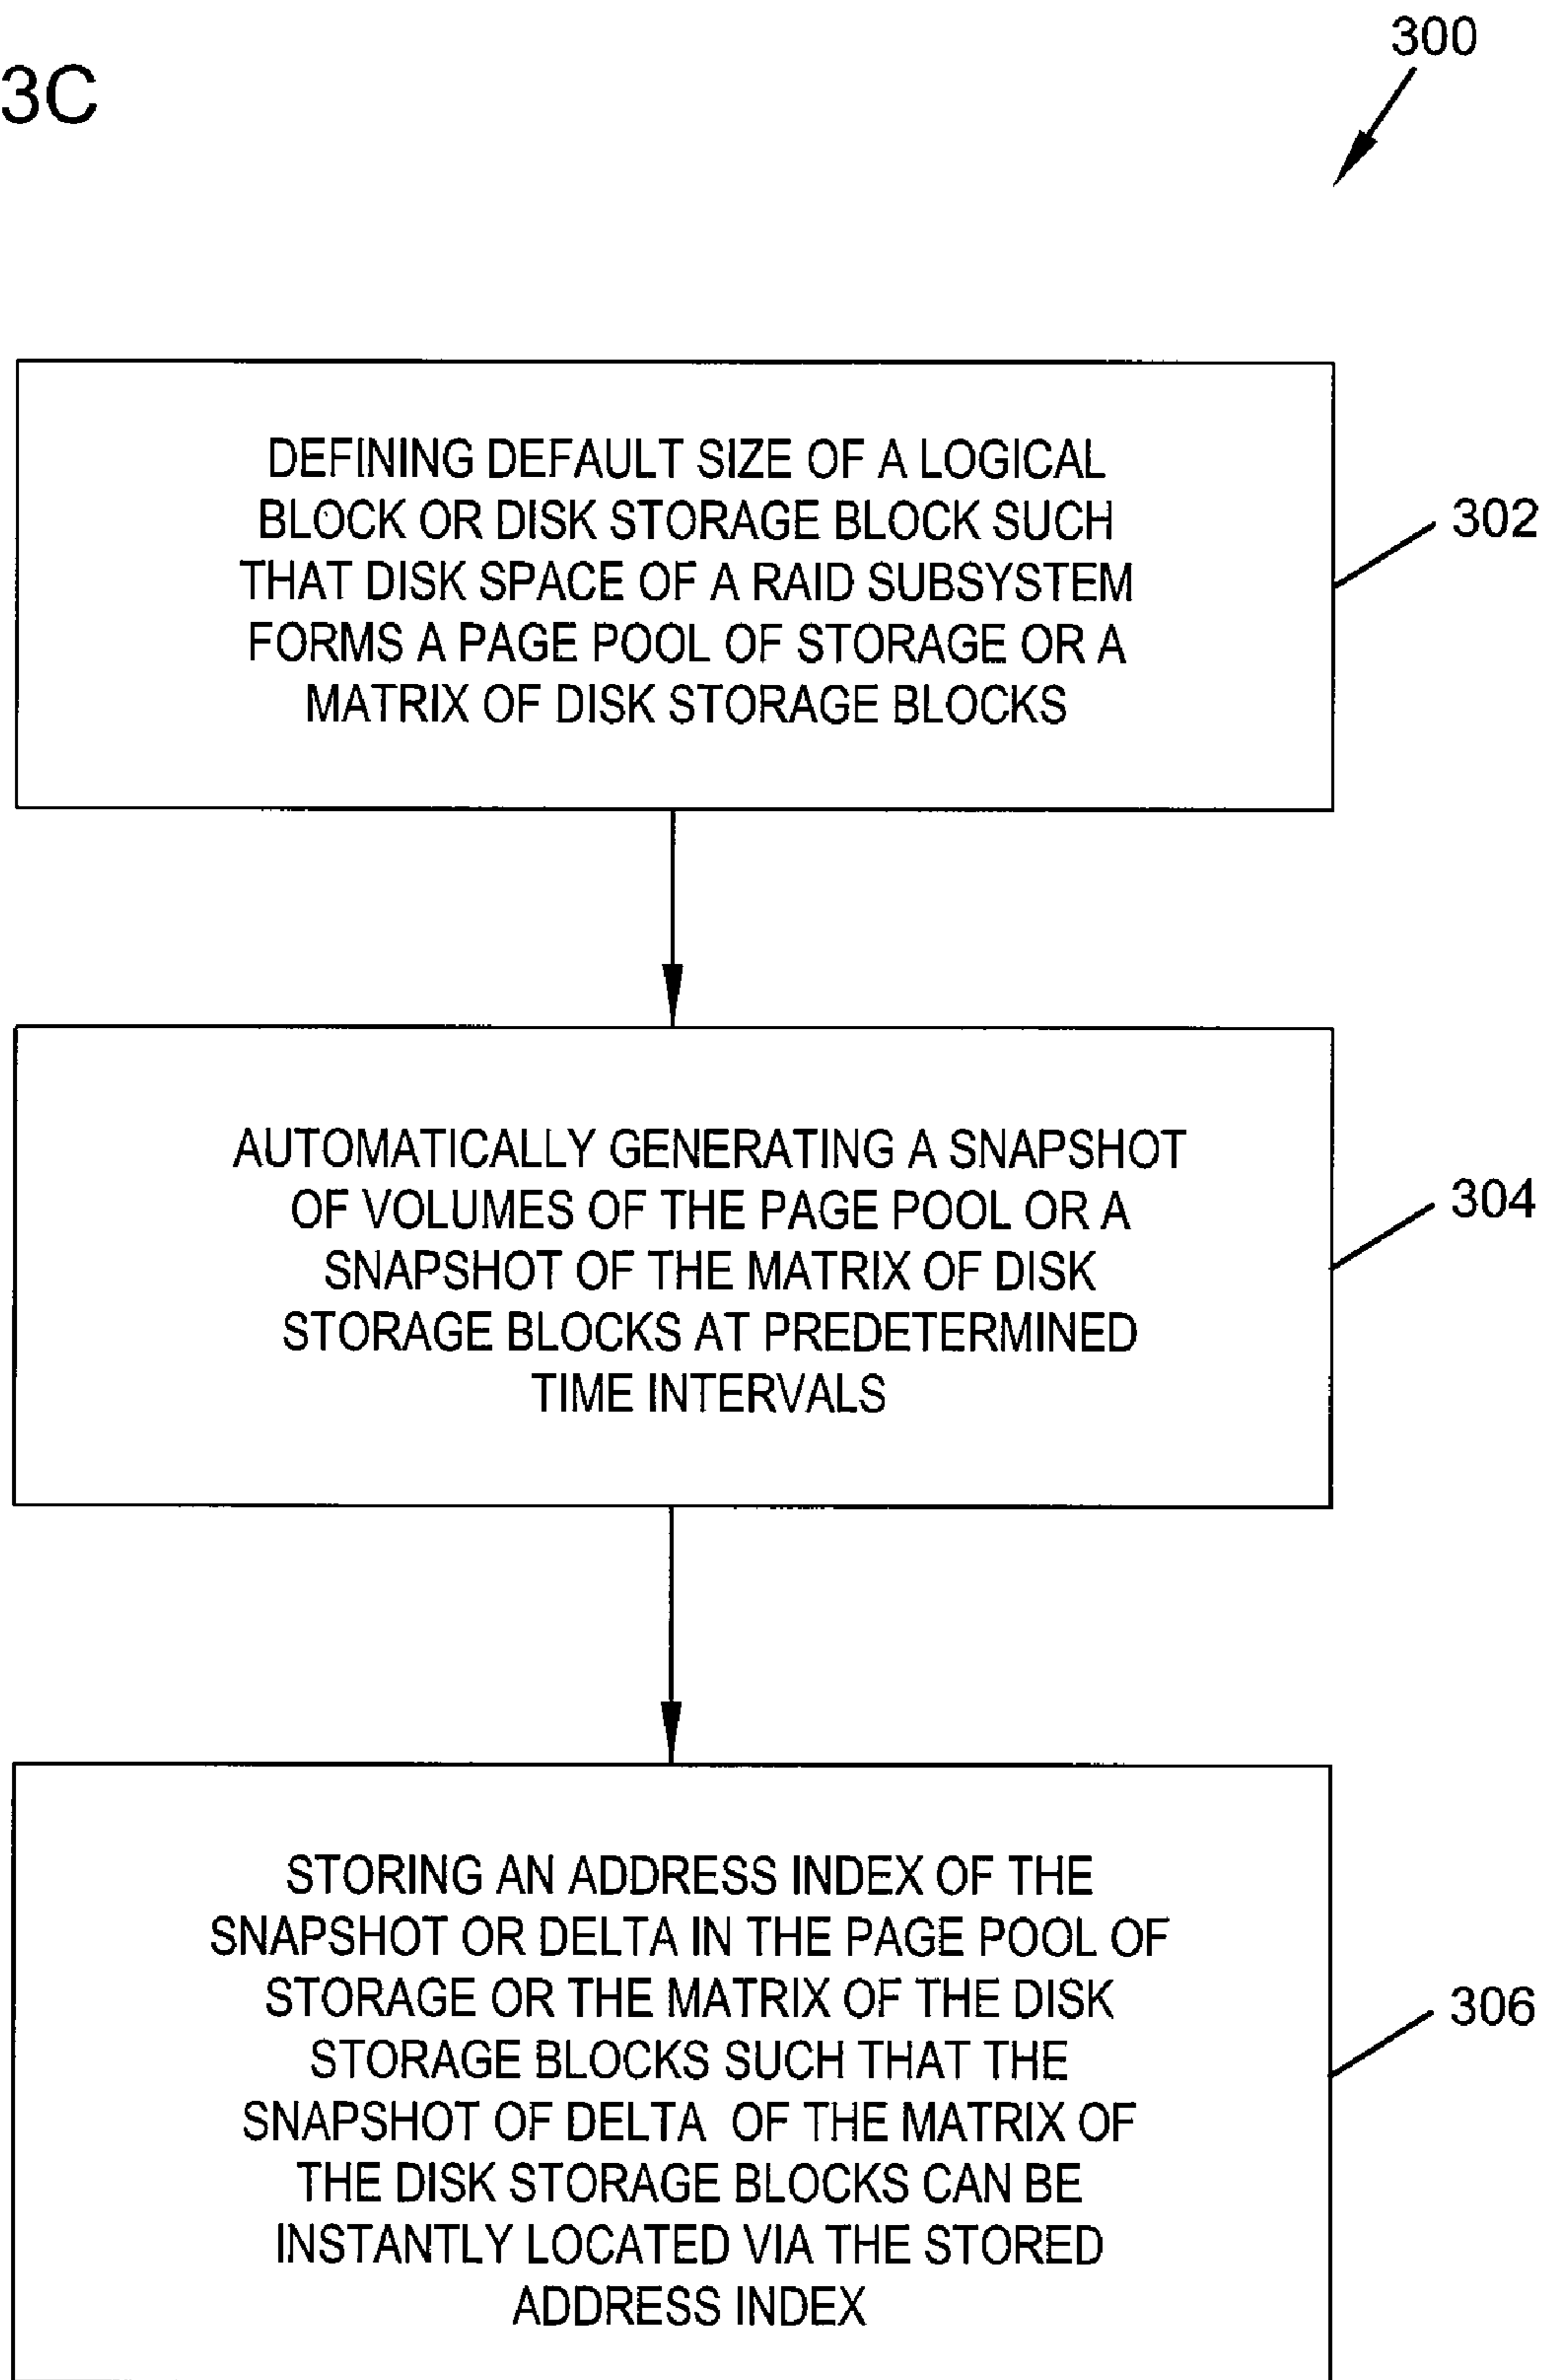 300
3C
DEFINING DEFAULT SIZE OF A LOGICAL
BLOCK OR DISK STORAGE BLOCK SUCH
THAT DISK SPACE OF A RAID SUBSYSTEM
FORMS A PAGE POOL OF STORAGE OR A
MATRIX OF DISK STORAGE BLOCKS
302
AUTOMATICALLY GENERATING A SNAPSHOT
OF VOLUMES OF THE PAGE POOL OR A
SNAPSHOT OF THE MATRIX OF DISK
STORAGE BLOCKS AT PREDETERMINED
TIME INTERVALS
304
STORING AN ADDRESS INDEX OF THE
SNAPSHOT OR DELTA IN THE PAGE POOL OF
STORAGE OR THE MATRIX OF THE DISK
STORAGE BLOCKS SUCH THAT THE
SNAPSHOT OF DELTA OF THE MATRIX OF
THE DISK STORAGE BLOCKS CAN BE
INSTANTLY LOCATED VIA THE STORED
ADDRESS INDEX
306